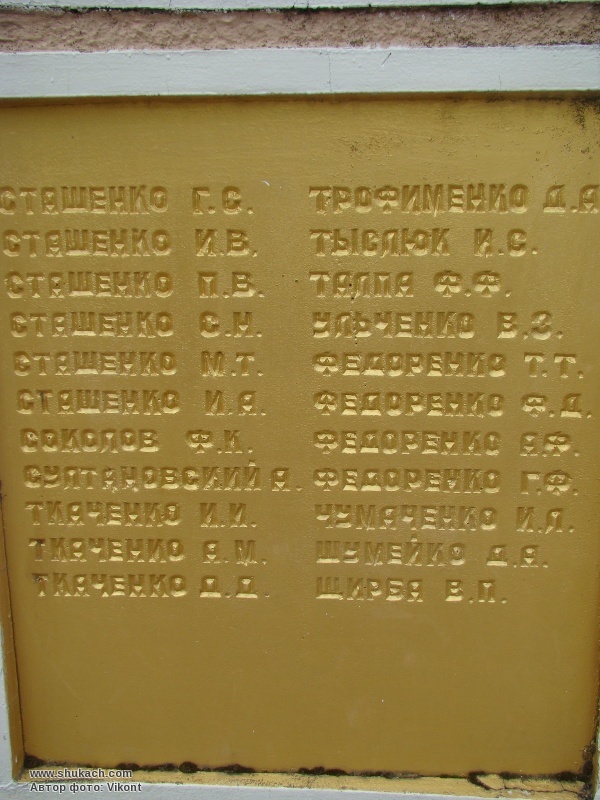 СТАШЕНКО Г.С.
СТАШЕНКО И.В.
СТАШЕНКО П.В.
СТАШЕНКО С.Н.
СТАШЕНКО М.Т.
СТАШЕНКО И.А.
СОКОЛОВ Ф.К.
СУЛТАНОВСКИЙ А.
ТКАЧЕНКО И.И.
ТКАЧЕНКО А.М.
ТКАЧЕНКО Д.Д.
ТРОФИМЕНКО Д.А
ТЫСЛЮК И.С.
ТАЛПА Ф.Ф.
УЛЬЧЕНКО В.З.
ФЕДОРЕНКО Т.Т.
ФЕДОРЕНКО Ф.Д.
ФЕДОРЕНКО А.Ф.
ФЕДОРЕНКО Г.Ф.
ЧУМАЧЕНКО И.Я.
ШУМЕЙКО Д.А.
ЩИРБА В.П.
www.shukach.com
Автор фото: Vikont